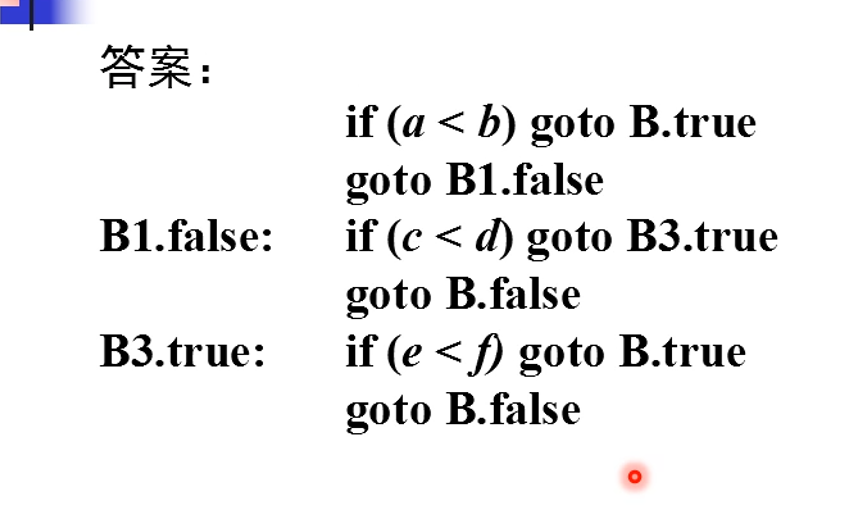 答案：
if (a < b) goto B.true
goto B1.false
B1.false: if (c < d) goto B3.true
goto B.false
B3.true: if (e < f) goto B.true
goto B.false